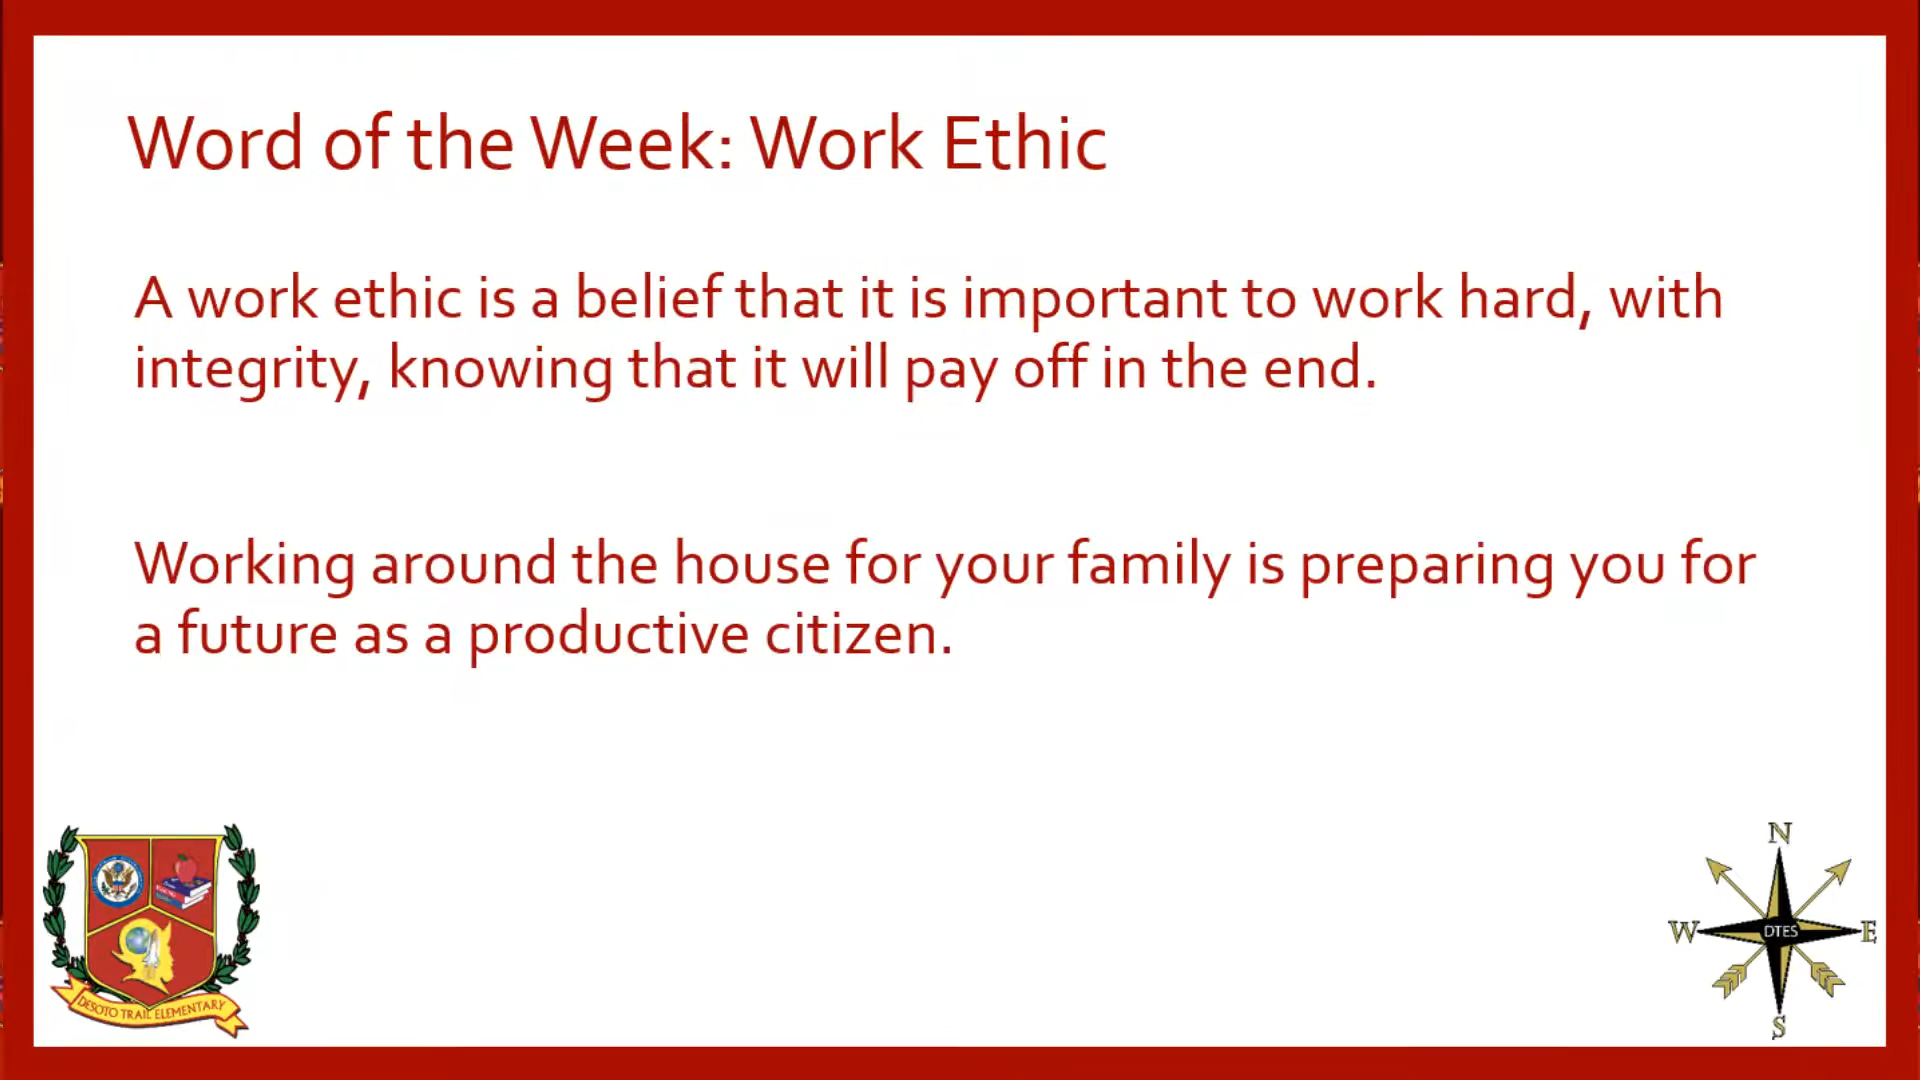 Word of the Week: Work Ethic
A work ethic is a belief that it is important to work hard, with
integrity, knowing that it will pay off in the end.
Working around the house for your family is preparing you for
a future as a productive citizen.
DESOTO TRAIL ELEMENTARY
N
W
DTES
E
S